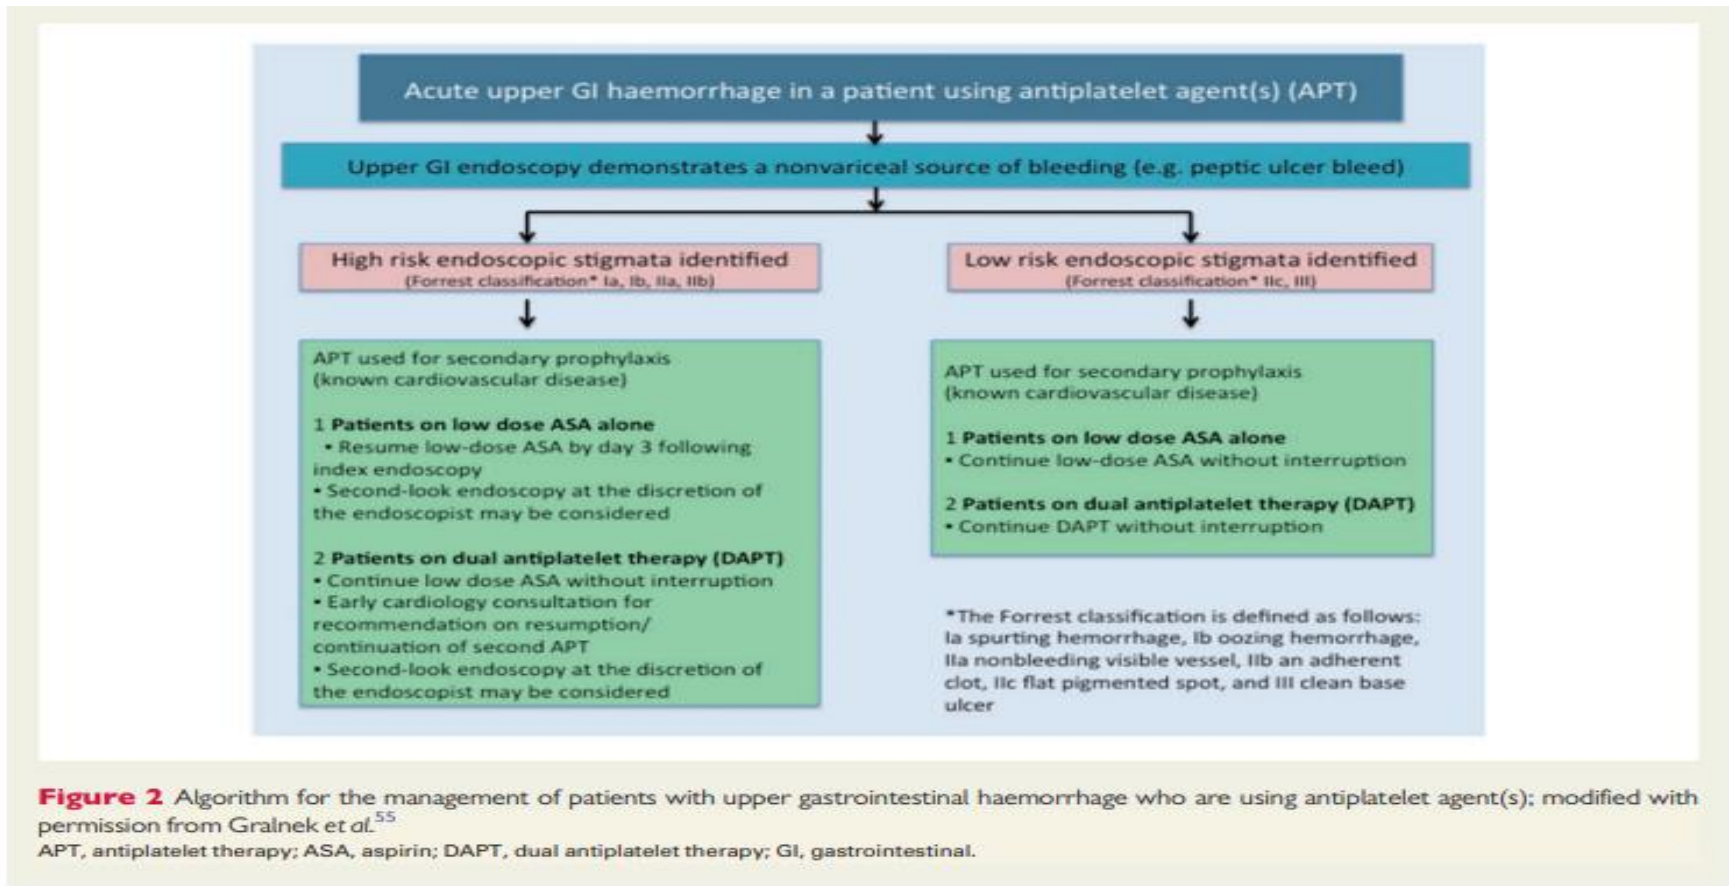 Acute upper GI haemorrhage in a patient using antiplatelet agent(s) (APT)
Upper GI endoscopy demonstrates a nonvariceal source of bleeding (e.g. peptic ulcer bleed)
High risk endoscopic stigmata identified
(Forrest classification* Ia, Ib, IIa, IIb)
APT used for secondary prophylaxis
(known cardiovascular disease)
1 Patients on low dose ASA alone
• Resume low-dose ASA by day 3 following
index endoscopy
• Second-look endoscopy at the discretion of
the endoscopist may be considered
2 Patients on dual antiplatelet therapy (DAPT)
• Continue low dose ASA without interruption
• Early cardiology consultation for
recommendation on resumption/
continuation of second APT
• Second-look endoscopy at the discretion of
the endoscopist may be considered
Low risk endoscopic stigmata identified
(Forrest classification* IIc, III)
APT used for secondary prophylaxis
(known cardiovascular disease)
1 Patients on low dose ASA alone
• Continue low-dose ASA without interruption
2 Patients on dual antiplatelet therapy (DAPT)
• Continue DAPT without interruption
*The Forrest classification is defined as follows:
Ia spurting hemorrhage, Ib oozing hemorrhage,
IIa nonbleeding visible vessel, IIb an adherent
clot, IIc flat pigmented spot, and III clean base
ulcer
Figure 2 Algorithm for the management of patients with upper gastrointestinal haemorrhage who are using antiplatelet agent(s); modified with
permission from Gralnek et al.55
APT, antiplatelet therapy; ASA, aspirin; DAPT, dual antiplatelet therapy; GI, gastrointestinal.